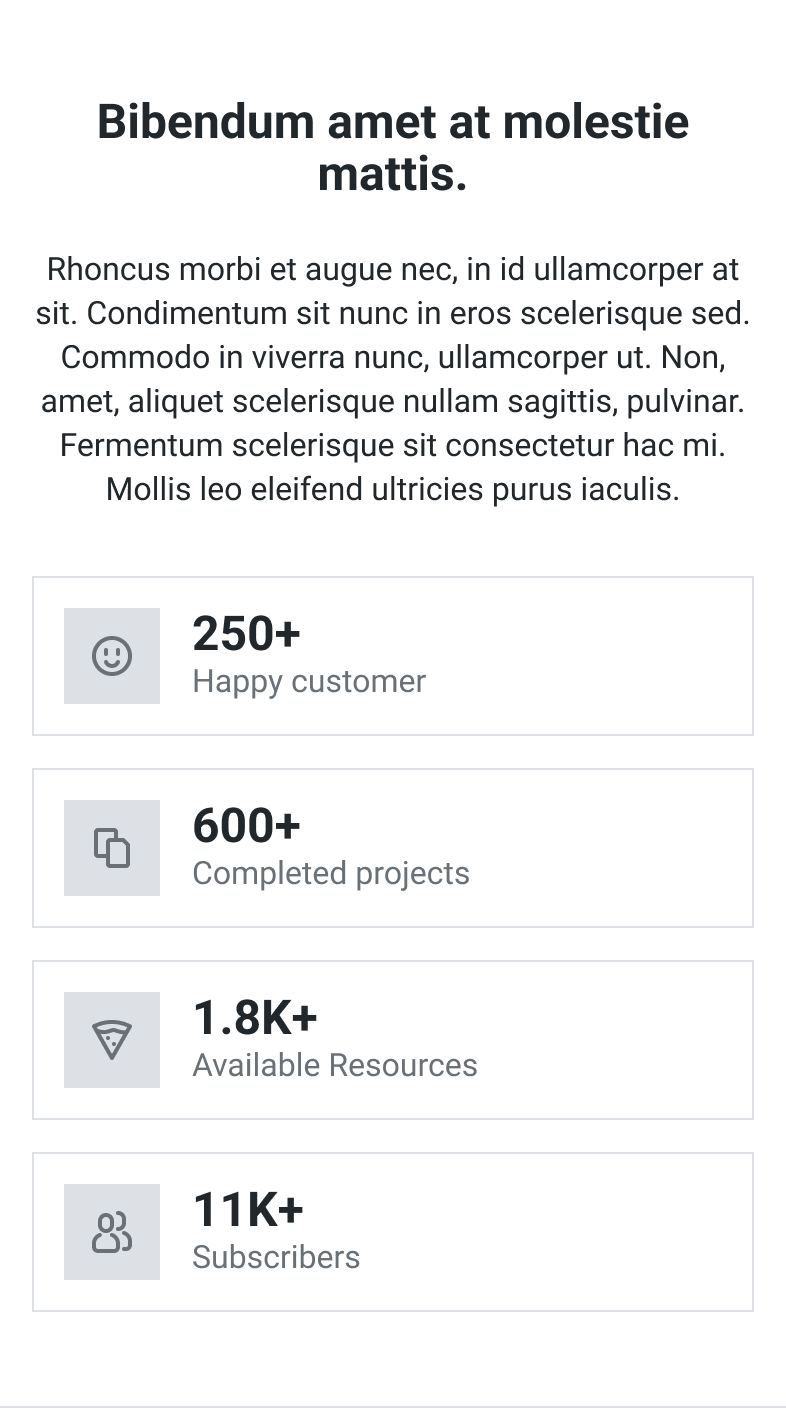 Bibendum amet at molestie
mattis.
Rhoncus morbi et augue nec, in id ullamcorper at
sit. Condimentum sit nunc in eros scelerisque sed.
Commodo in viverra nunc, ullamcorper ut. Non,
amet, aliquet scelerisque nullam sagittis, pulvinar.
Fermentum scelerisque sit consectetur hac mi.
Mollis leo eleifend ultricies purus iaculis.
250+
Happy customer
600+
Completed projects
1.8K+
Available Resources
11K+
Subscribers